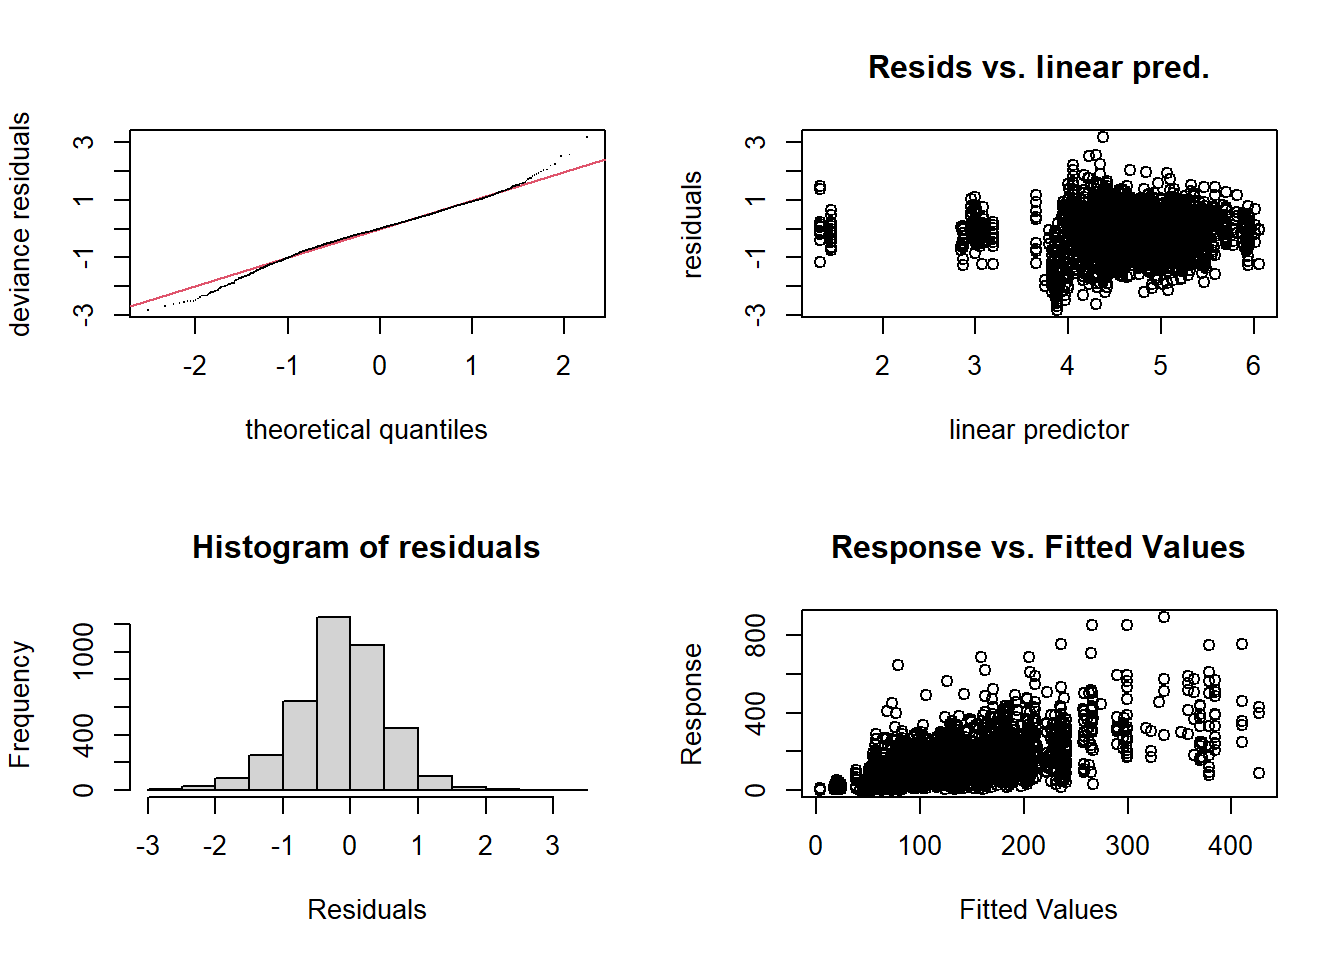 deviance residuals
3
1
-1
-3
-2 -1 0 1 2
theoretical quantiles
Resids vs. linear pred.
residuals
3
1
-1
-3
2 3 4 5 6
linear predictor
Histogram of residuals
Frequency
1000
400
0
-3 -2 -1 0 1 2 3
Residuals
Response vs. Fitted Values
Response
800
400
0
0 100 200 300 400
Fitted Values